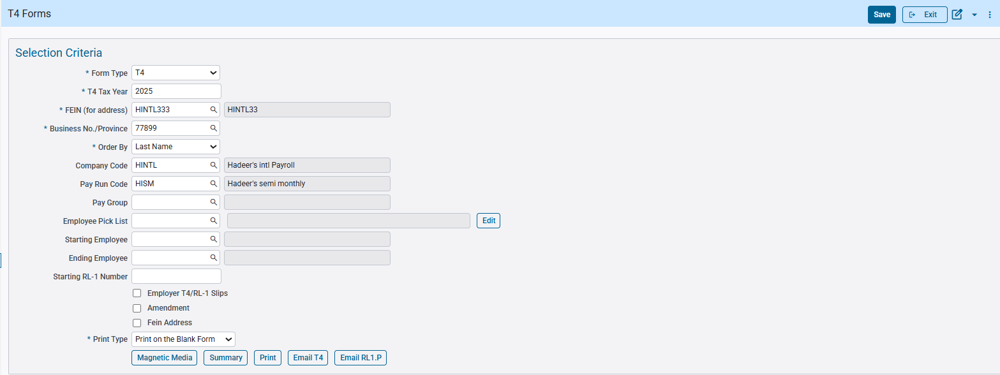 T4 Forms Save Exit
Selection Criteria
* Form Type T4
* T4 Tax Year 2025
* FEIN (for address) HINTL333 HINTL33
* Business No./Province 77899
* Order By Last Name
Company Code HINTL Hadeer's intl Payroll
Pay Run Code HISM Hadeer's semi monthly
Pay Group
Employee Pick List Edit
Starting Employee
Ending Employee
Starting RL-1 Number
Employer T4/RL-1 Slips
Amendment
Fein Address
* Print Type Print on the Blank Form
Magnetic Media Summary Print Email T4 Email RL1.P